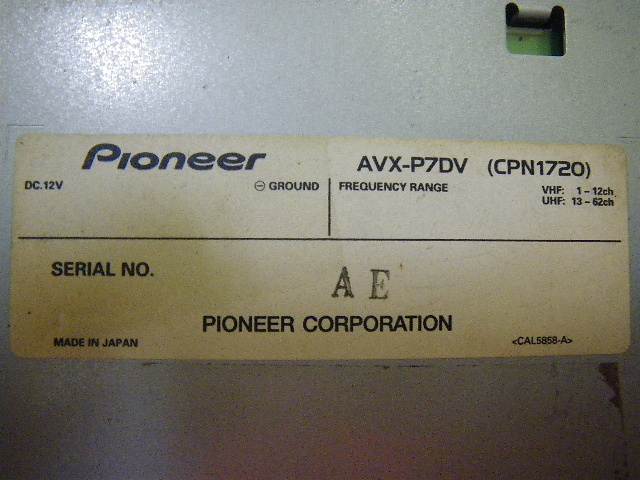 Pioneer AVX-P7DV (CPN1720)
DC.12V ⊖ GROUND FREQUENCY RANGE VHF: 1-12ch
UHF: 13-62ch
SERIAL NO. AE
PIONEER CORPORATION
MADE IN JAPAN <CAL5858-A>